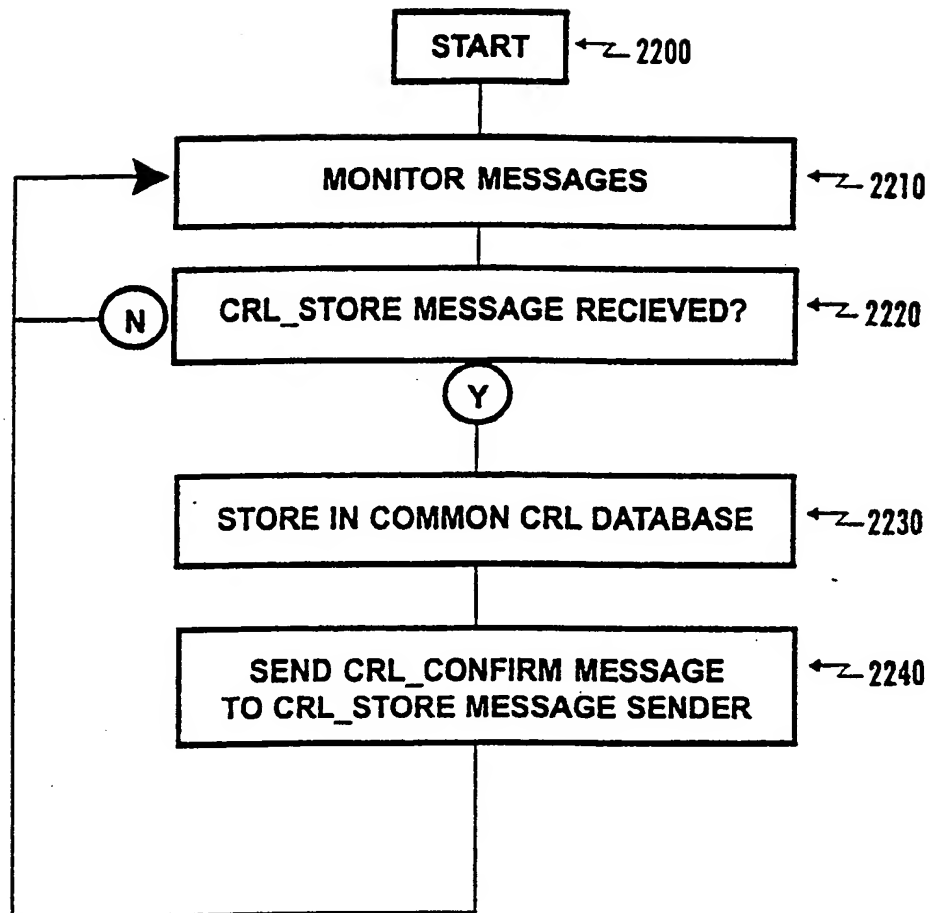 START
2200
MONITOR MESSAGES
2210
CRL_STORE MESSAGE RECIEVED?
2220
N
Y
STORE IN COMMON CRL DATABASE
2230
SEND CRL_CONFIRM MESSAGE
TO CRL_STORE MESSAGE SENDER
2240